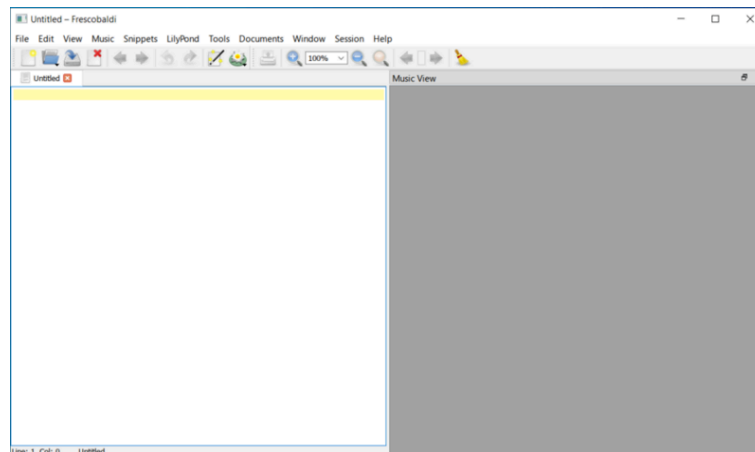 Untitled – Frescobaldi
File Edit View Music Snippets LilyPond Tools Documents Window Session Help
100%
Untitled
Music View
Line: 1, Col: 0 Untitled